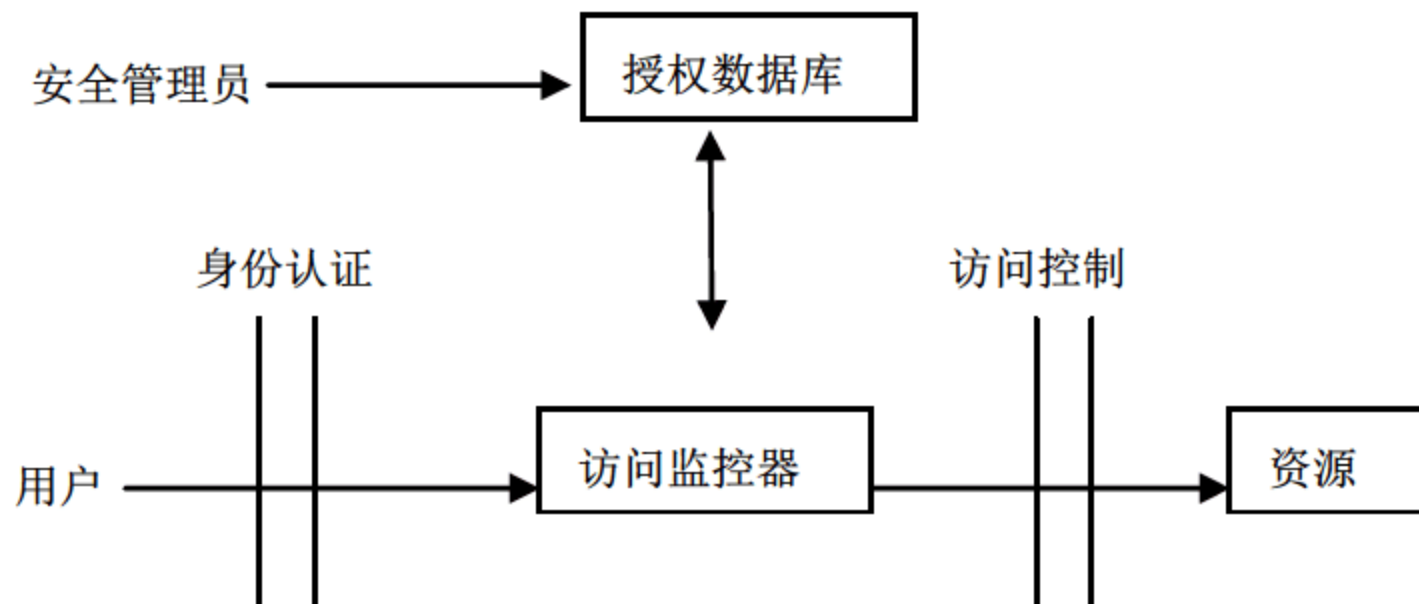 安全管理员
授权数据库
身份认证
访问控制
用户
访问监控器
资源